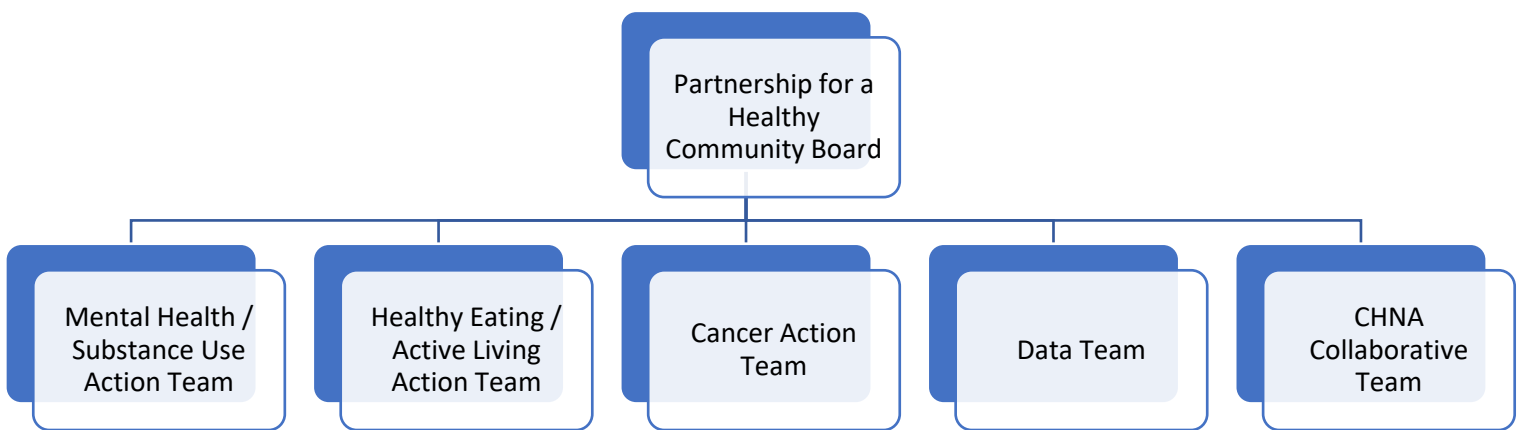 Partnership for a
Healthy
Community Board
Mental Health /
Substance Use
Action Team
Healthy Eating /
Active Living
Action Team
Cancer Action
Team
Data Team
CHNA
Collaborative
Team